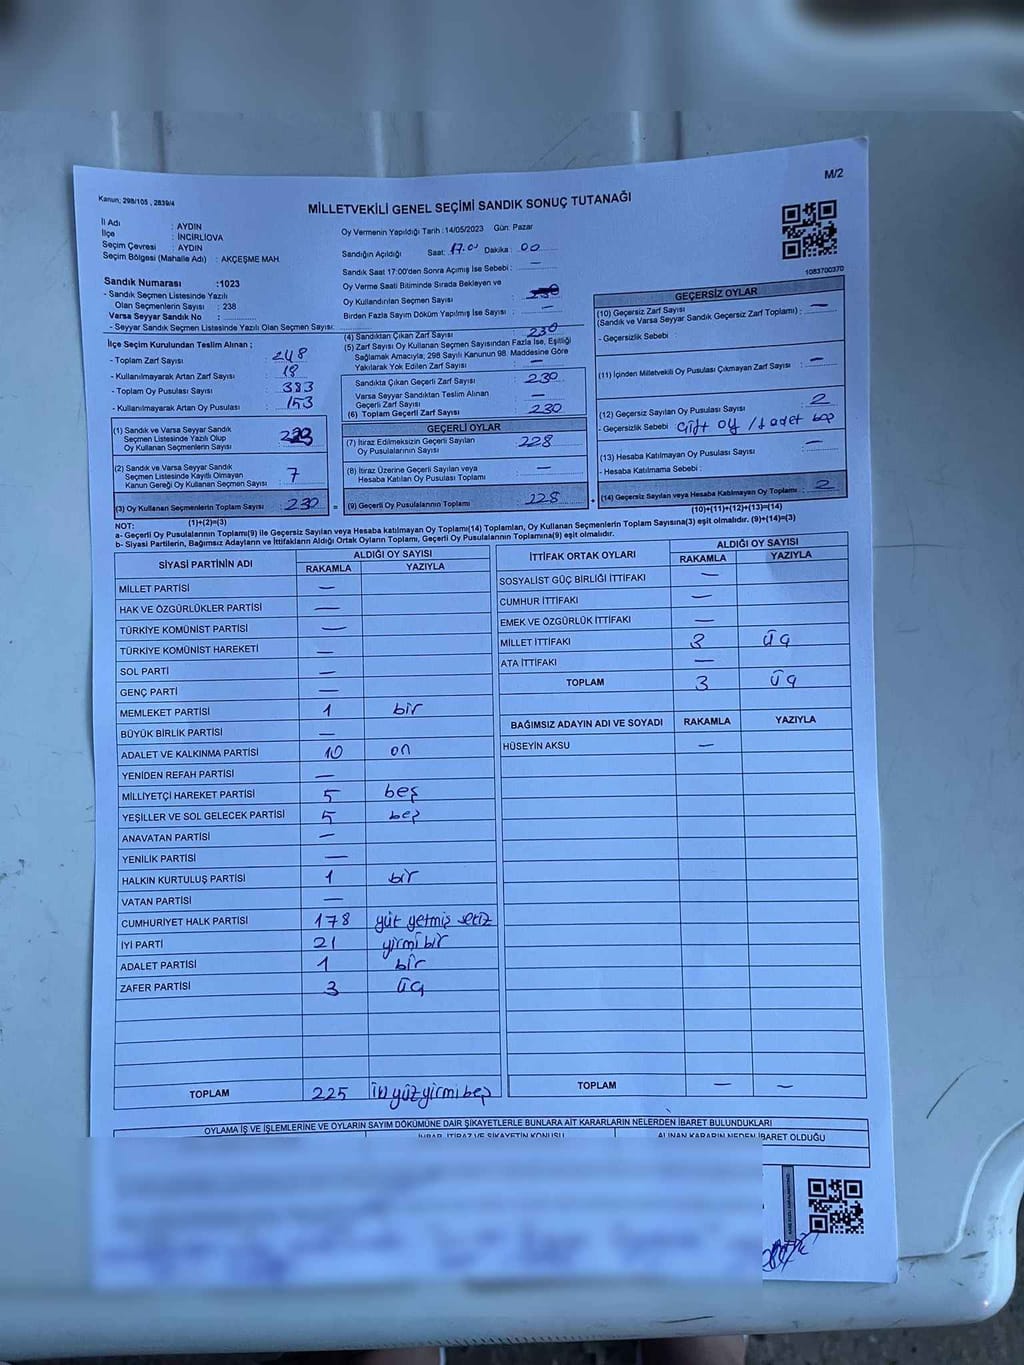 M/2
Kanun; 298/105 , 2839/4
MİLLETVEKİLİ GENEL SEÇİMİ SANDIK SONUÇ TUTANAĞI
İl Adı : AYDIN
İlçe : İNCİRLİOVA
Seçim Çevresi : AYDIN
Seçim Bölgesi (Mahalle Adı) : AKÇEŞME MAH.
Sandık Numarası :1023
- Sandık Seçmen Listesinde Yazılı
Olan Seçmenlerin Sayısı : 238
Varsa Seyyar Sandık No :
- Seyyar Sandık Seçmen Listesinde Yazılı Olan Seçmen Sayısı:
Oy Vermenin Yapıldığı Tarih :14/05/2023 Gün: Pazar
Sandığın Açıldığı Saat: 17.00 Dakika : 00
Sandık Saat 17:00'den Sonra Açımış İse Sebebi : —
Oy Verme Saati Bitiminde Sırada Bekleyen ve
Oy Kullandırılan Seçmen Sayısı
Birden Fazla Sayım Döküm Yapılmış İse Sayısı : —
1083700370
İlçe Seçim Kurulundan Teslim Alınan ;
- Toplam Zarf Sayısı : 248
- Kullanılmayarak Artan Zarf Sayısı : 18
- Toplam Oy Pusulası Sayısı : 383
- Kullanılmayarak Artan Oy Pusulası : 153
(1) Sandık ve Varsa Seyyar Sandık
Seçmen Listesinde Yazılı Olup
Oy Kullanan Seçmenlerin Sayısı :
(2) Sandık ve Varsa Seyyar Sandık
Seçmen Listesinde Kayıtlı Olmayan
Kanun Gereği Oy Kullanan Seçmen Sayısı : 7
(3) Oy Kullanan Seçmenlerin Toplam Sayısı : 230
(1)+(2)=(3)
(4) Sandıktan Çıkan Zarf Sayısı : 230
(5) Zarf Sayısı Oy Kullanan Seçmen Sayısından Fazla İse, Eşitliği
Sağlamak Amacıyla; 298 Sayılı Kanunun 98. Maddesine Göre
Yakılarak Yok Edilen Zarf Sayısı : —
Sandıkta Çıkan Geçerli Zarf Sayısı : 230
Varsa Seyyar Sandıktan Teslim Alınan
Geçerli Zarf Sayısı : —
(6) Toplam Geçerli Zarf Sayısı : 230
GEÇERLİ OYLAR
(7) İtiraz Edilmeksizin Geçerli Sayılan
Oy Pusulalarının Sayısı : 228
(8) İtiraz Üzerine Geçerli Sayılan veya
Hesaba Katılan Oy Pusulası Toplamı : —
(9) Geçerli Oy Pusulalarının Toplamı : 228
GEÇERSİZ OYLAR
(10) Geçersiz Zarf Sayısı
(Sandık ve Varsa Seyyar Sandık Geçersiz Zarf Toplamı) : —
- Geçersizlik Sebebi
(11) İçinden Milletvekili Oy Pusulası Çıkmayan Zarf Sayısı : —
(12) Geçersiz Sayılan Oy Pusulası Sayısı : 2
- Geçersizlik Sebebi : Çift oy / 1 adet boş
(13) Hesaba Katılmayan Oy Pusulası Sayısı : —
- Hesaba Katılmama Sebebi :
(14) Geçersiz Sayılan veya Hesaba Katılmayan Oy Toplamı : 2
(10)+(11)+(12)+(13)=(14)
NOT:
a- Geçerli Oy Pusulalarının Toplamı(9) ile Geçersiz Sayılan veya Hesaba katılmayan Oy Toplamı(14) Toplamları, Oy Kullanan Seçmenlerin Toplam Sayısına(3) eşit olmalıdır. (9)+(14)=(3)
b- Siyasi Partilerin, Bağımsız Adayların ve İttifakların Aldığı Ortak Oyların Toplamı, Geçerli Oy Pusulalarının Toplamına(9) eşit olmalıdır.
SİYASİ PARTİNİN ADI ALDIĞI OY SAYISI
RAKAMLA YAZIYLA
MİLLET PARTİSİ —
HAK VE ÖZGÜRLÜKLER PARTİSİ —
TÜRKİYE KOMÜNİST PARTİSİ —
TÜRKİYE KOMÜNİST HAREKETİ —
SOL PARTİ —
GENÇ PARTİ —
MEMLEKET PARTİSİ 1 bir
BÜYÜK BİRLİK PARTİSİ —
ADALET VE KALKINMA PARTİSİ 10 on
YENİDEN REFAH PARTİSİ —
MİLLİYETÇİ HAREKET PARTİSİ 5 beş
YEŞİLLER VE SOL GELECEK PARTİSİ 5 beş
ANAVATAN PARTİSİ —
YENİLİK PARTİSİ —
HALKIN KURTULUŞ PARTİSİ 1 bir
VATAN PARTİSİ —
CUMHURİYET HALK PARTİSİ 178 yüz yetmiş sekiz
İYİ PARTİ 21 yirmi bir
ADALET PARTİSİ 1 bir
ZAFER PARTİSİ 3 üç
TOPLAM 225 iki yüz yirmi beş
İTTİFAK ORTAK OYLARI ALDIĞI OY SAYISI
RAKAMLA YAZIYLA
SOSYALİST GÜÇ BİRLİĞİ İTTİFAKI —
CUMHUR İTTİFAKI —
EMEK VE ÖZGÜRLÜK İTTİFAKI —
MİLLET İTTİFAKI 3 üç
ATA İTTİFAKI —
TOPLAM 3 üç
BAĞIMSIZ ADAYIN ADI VE SOYADI RAKAMLA YAZIYLA
HÜSEYİN AKSU —
TOPLAM — —
OYLAMA İŞ VE İŞLEMLERİNE VE OYLARIN SAYIM DÖKÜMÜNE DAİR ŞİKAYETLERLE BUNLARA AİT KARARLARIN NELERDEN İBARET BULUNDUKLARI
İHBAR, İTİRAZ VE ŞİKAYETİN KONUSU ALINAN KARARIN NEDEN İBARET OLDUĞU